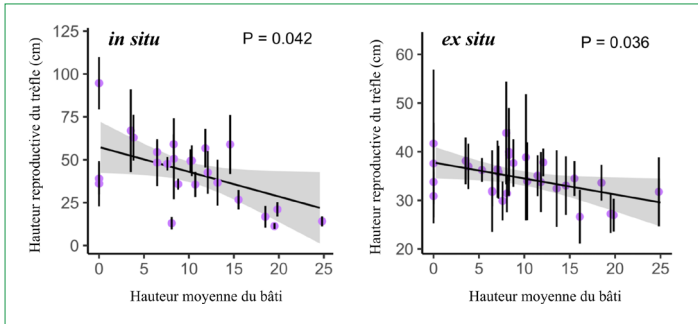 in situ
P = 0.042
Hauteur reproductive du trèfle (cm)
125
100
75
50
25
0
0 5 10 15 20 25
Hauteur moyenne du bâti
ex situ
P = 0.036
Hauteur reproductive du trèfle (cm)
60
50
40
30
20
0 5 10 15 20 25
Hauteur moyenne du bâti